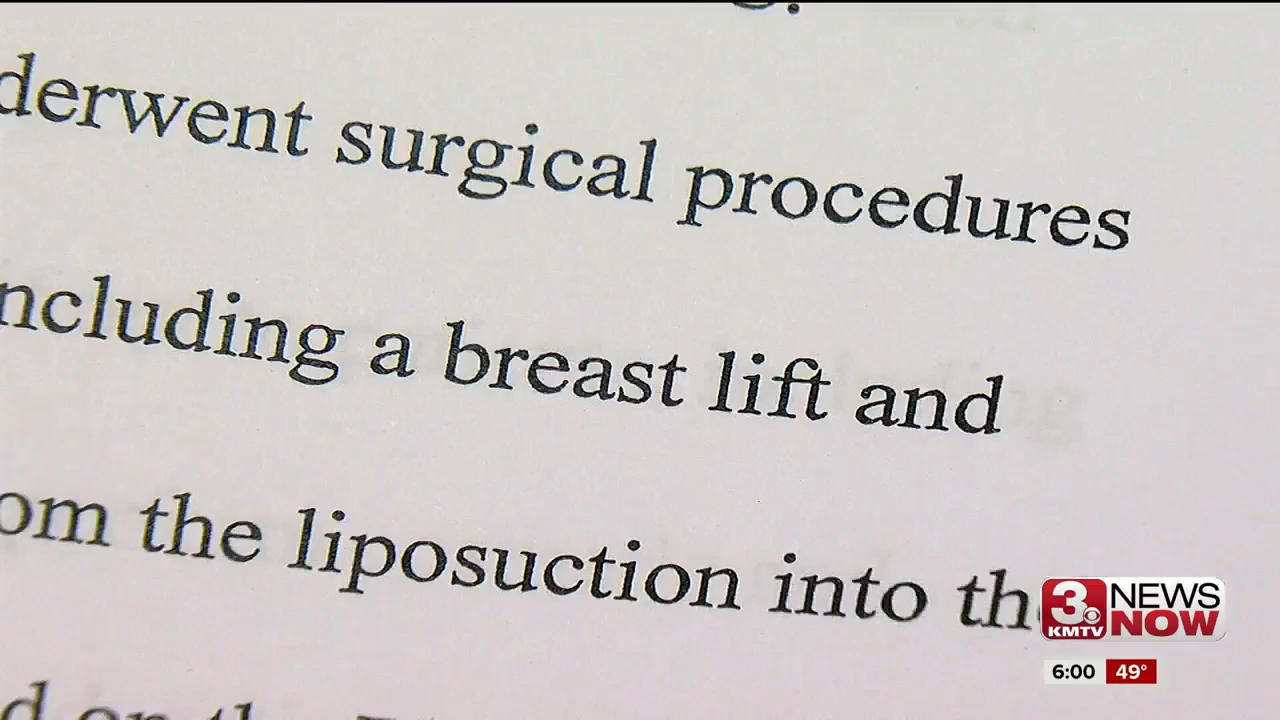 derwent surgical procedures
ncluding a breast lift and
om the liposuction into th
3 NEWS
KMTV NOW
6:00 49°